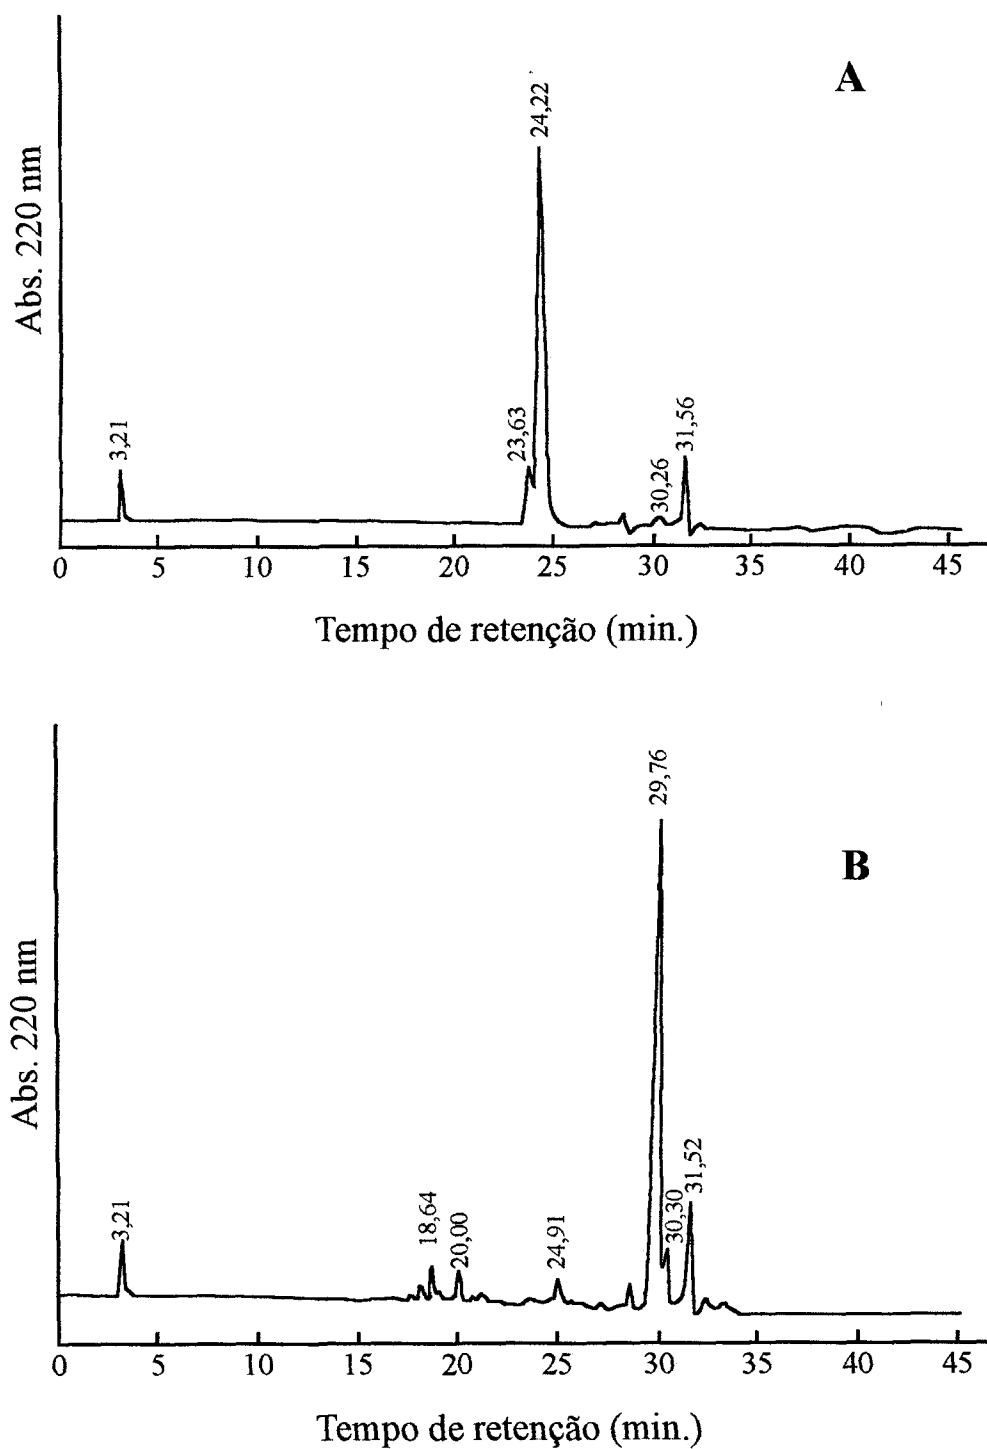 A
Abs. 220 nm
3,21
23,63
24,22
30,26
31,56
0 5 10 15 20 25 30 35 40 45
Tempo de retenção (min.)
B
Abs. 220 nm
3,21
18,64
20,00
24,91
29,76
30,30
31,52
0 5 10 15 20 25 30 35 40 45
Tempo de retenção (min.)